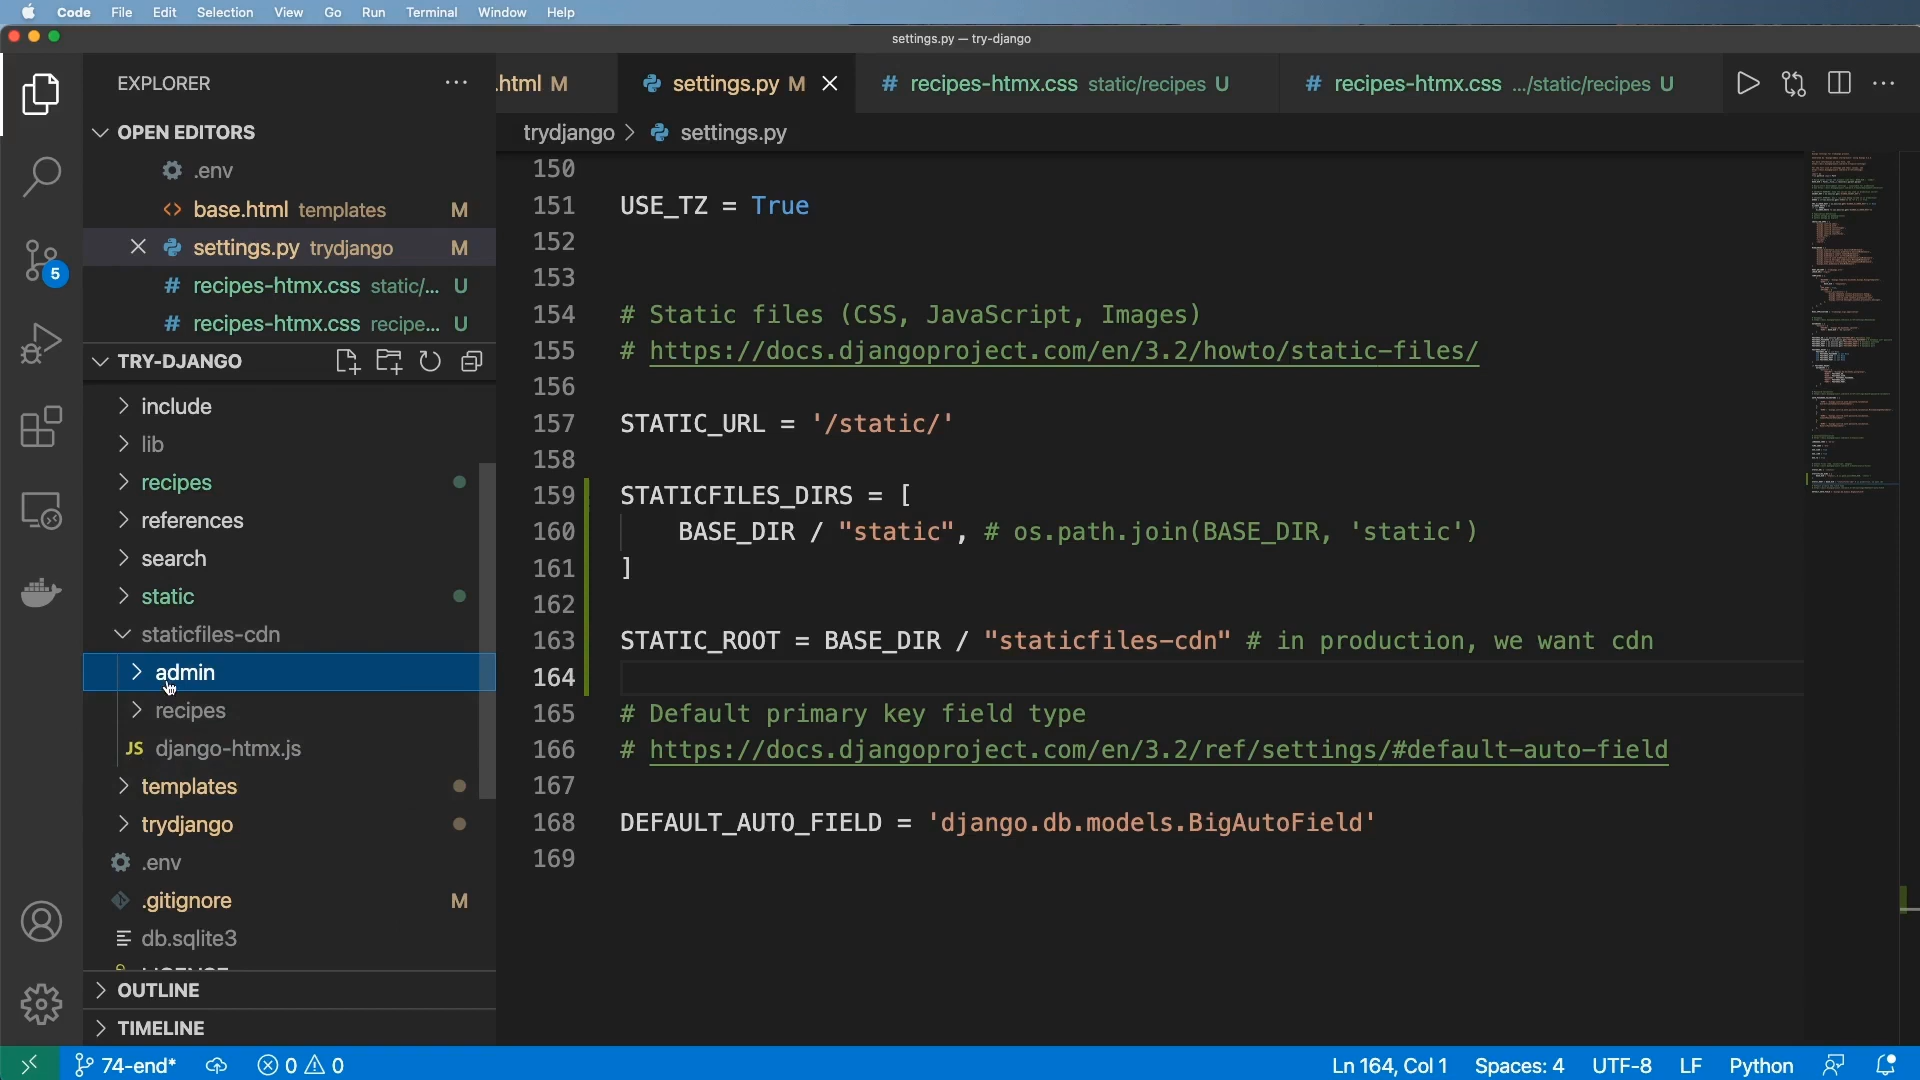 Code File Edit Selection View Go Run Terminal Window Help
settings.py — try-django
EXPLORER
.html M
settings.py M
# recipes-htmx.css static/recipes U
# recipes-htmx.css .../static/recipes U
OPEN EDITORS
.env
<> base.html templates M
settings.py trydjango M
# recipes-htmx.css static/... U
# recipes-htmx.css recipe... U
5
TRY-DJANGO
include
lib
recipes
references
search
static
staticfiles-cdn
admin
recipes
JS django-htmx.js
templates
trydjango
.env
.gitignore M
db.sqlite3
OUTLINE
TIMELINE
trydjango > settings.py
150
151 USE_TZ = True
152
153
154 # Static files (CSS, JavaScript, Images)
155 # https://docs.djangoproject.com/en/3.2/howto/static-files/
156
157 STATIC_URL = '/static/'
158
159 STATICFILES_DIRS = [
160 BASE_DIR / "static", # os.path.join(BASE_DIR, 'static')
161 ]
162
163 STATIC_ROOT = BASE_DIR / "staticfiles-cdn" # in production, we want cdn
164
165 # Default primary key field type
166 # https://docs.djangoproject.com/en/3.2/ref/settings/#default-auto-field
167
168 DEFAULT_AUTO_FIELD = 'django.db.models.BigAutoField'
169
74-end* 0 0 Ln 164, Col 1 Spaces: 4 UTF-8 LF Python